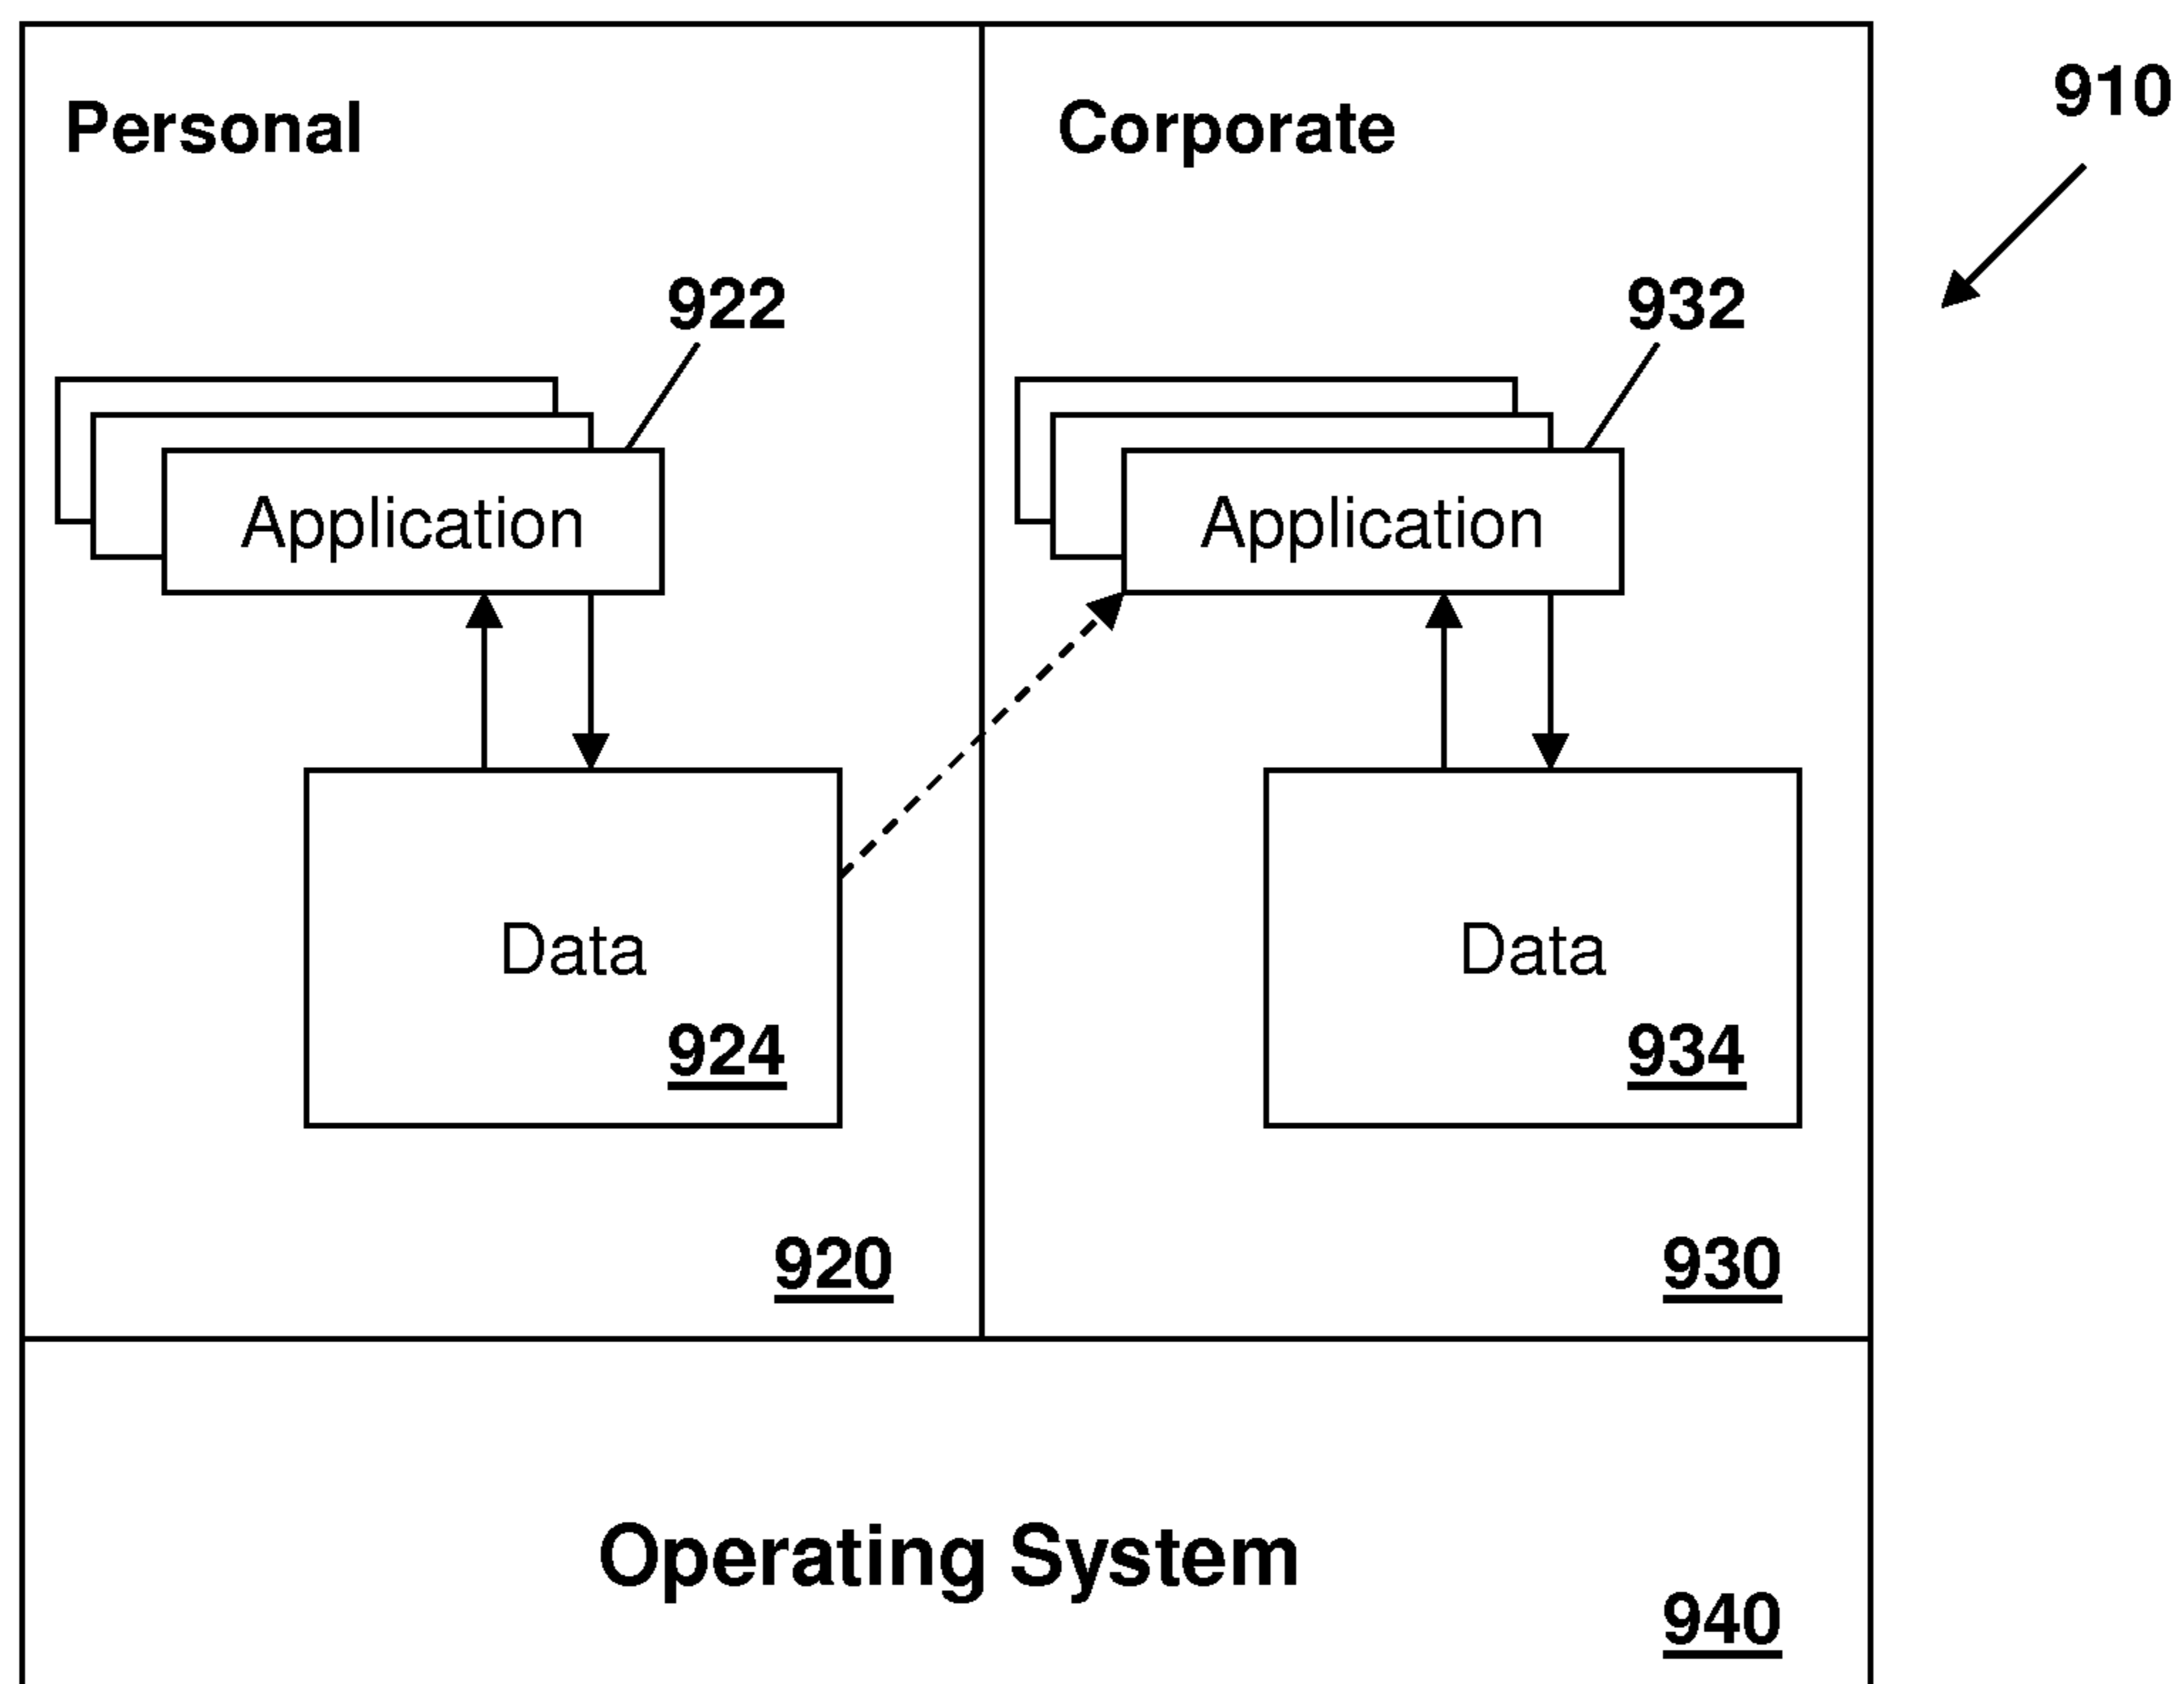 910
Personal
Corporate
922
932
Application
Application
Data
Data
924
934
920
930
Operating System
940